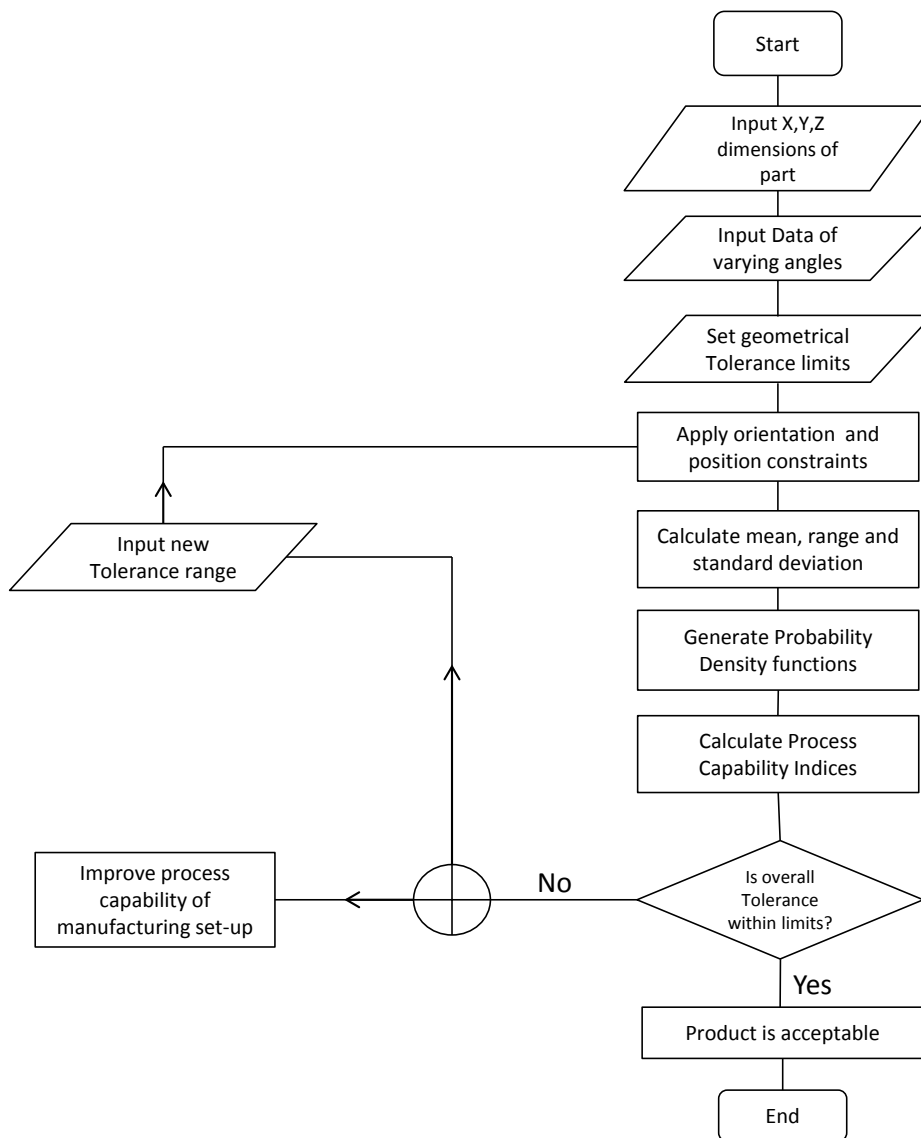 Start
Input X,Y,Z
dimensions of
part
Input Data of
varying angles
Set geometrical
Tolerance limits
Apply orientation and
position constraints
Calculate mean, range and
standard deviation
Input new
Tolerance range
Generate Probability
Density functions
Calculate Process
Capability Indices
Is overall
Tolerance
within limits?
No
Improve process
capability of
manufacturing set-up
Yes
Product is acceptable
End